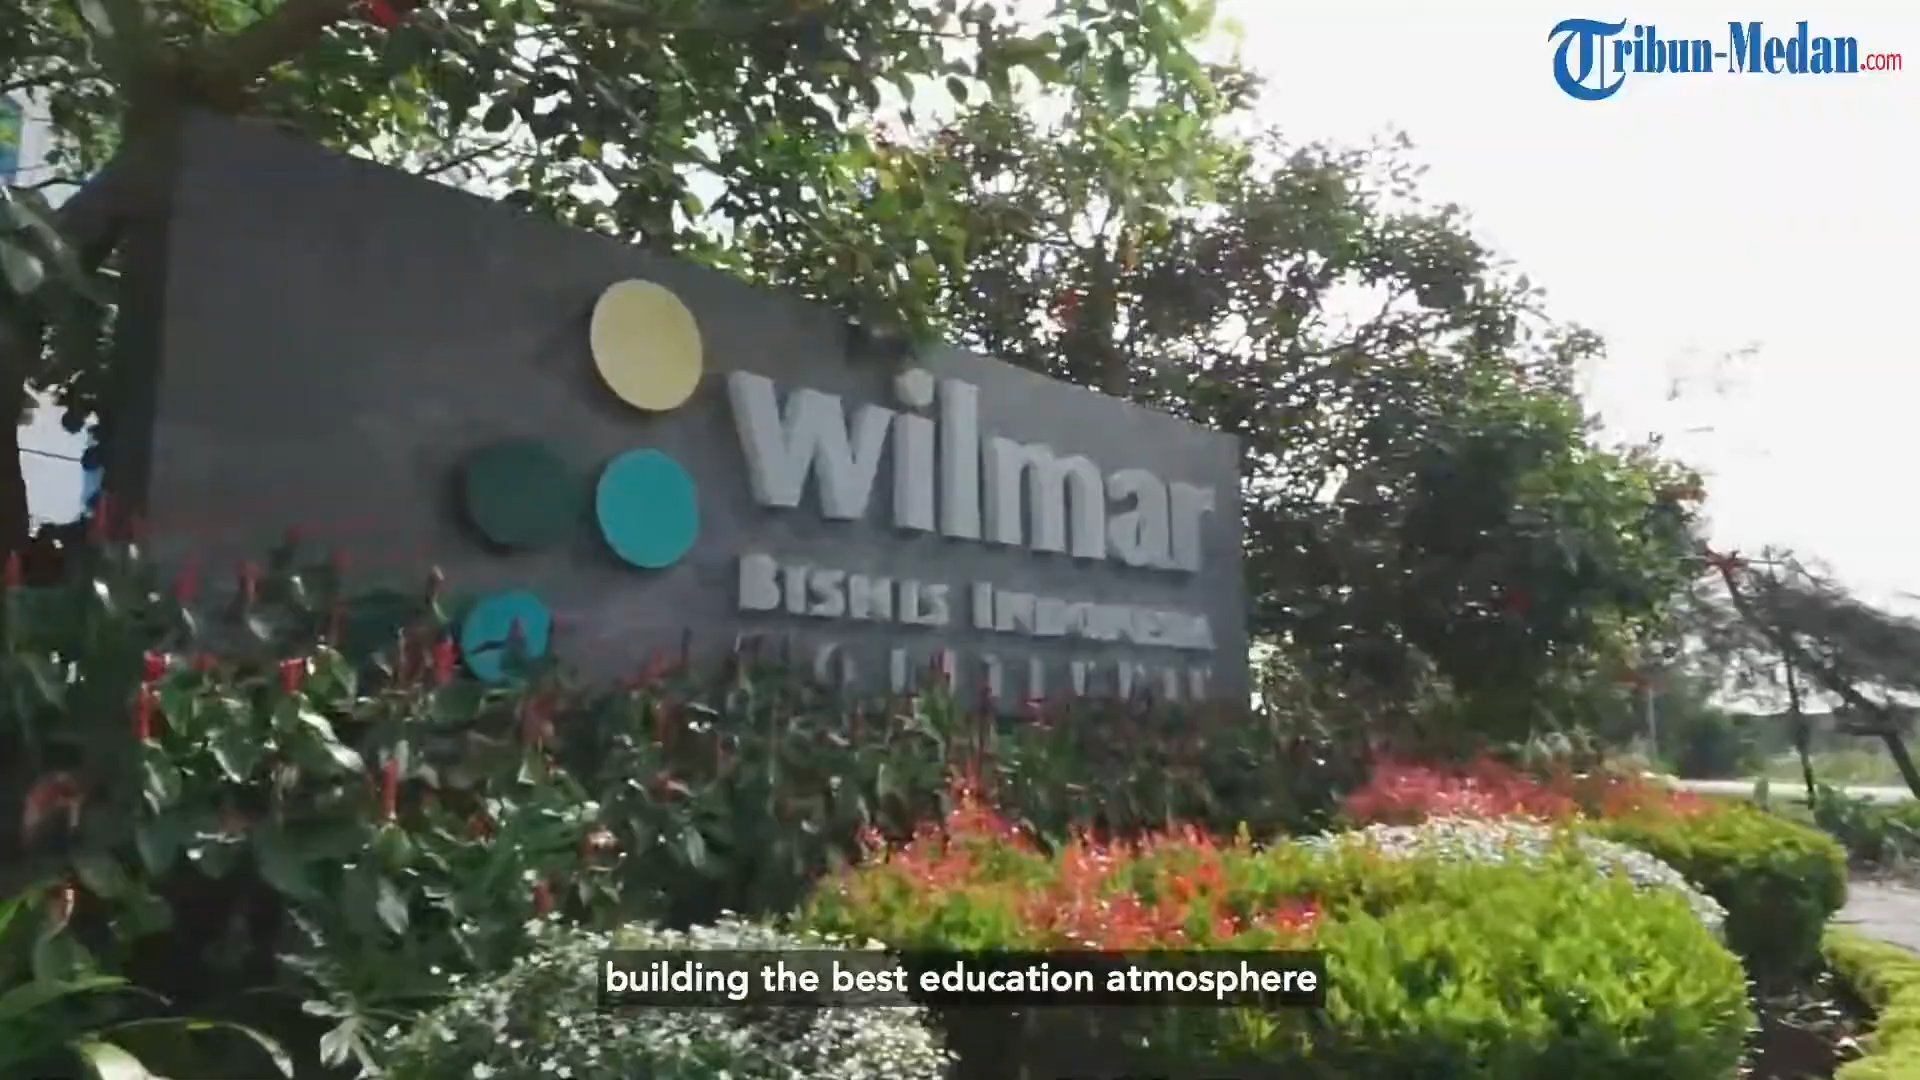 Tribun-Medan.com
wilmar
BISNIS INDONESIA
building the best education atmosphere